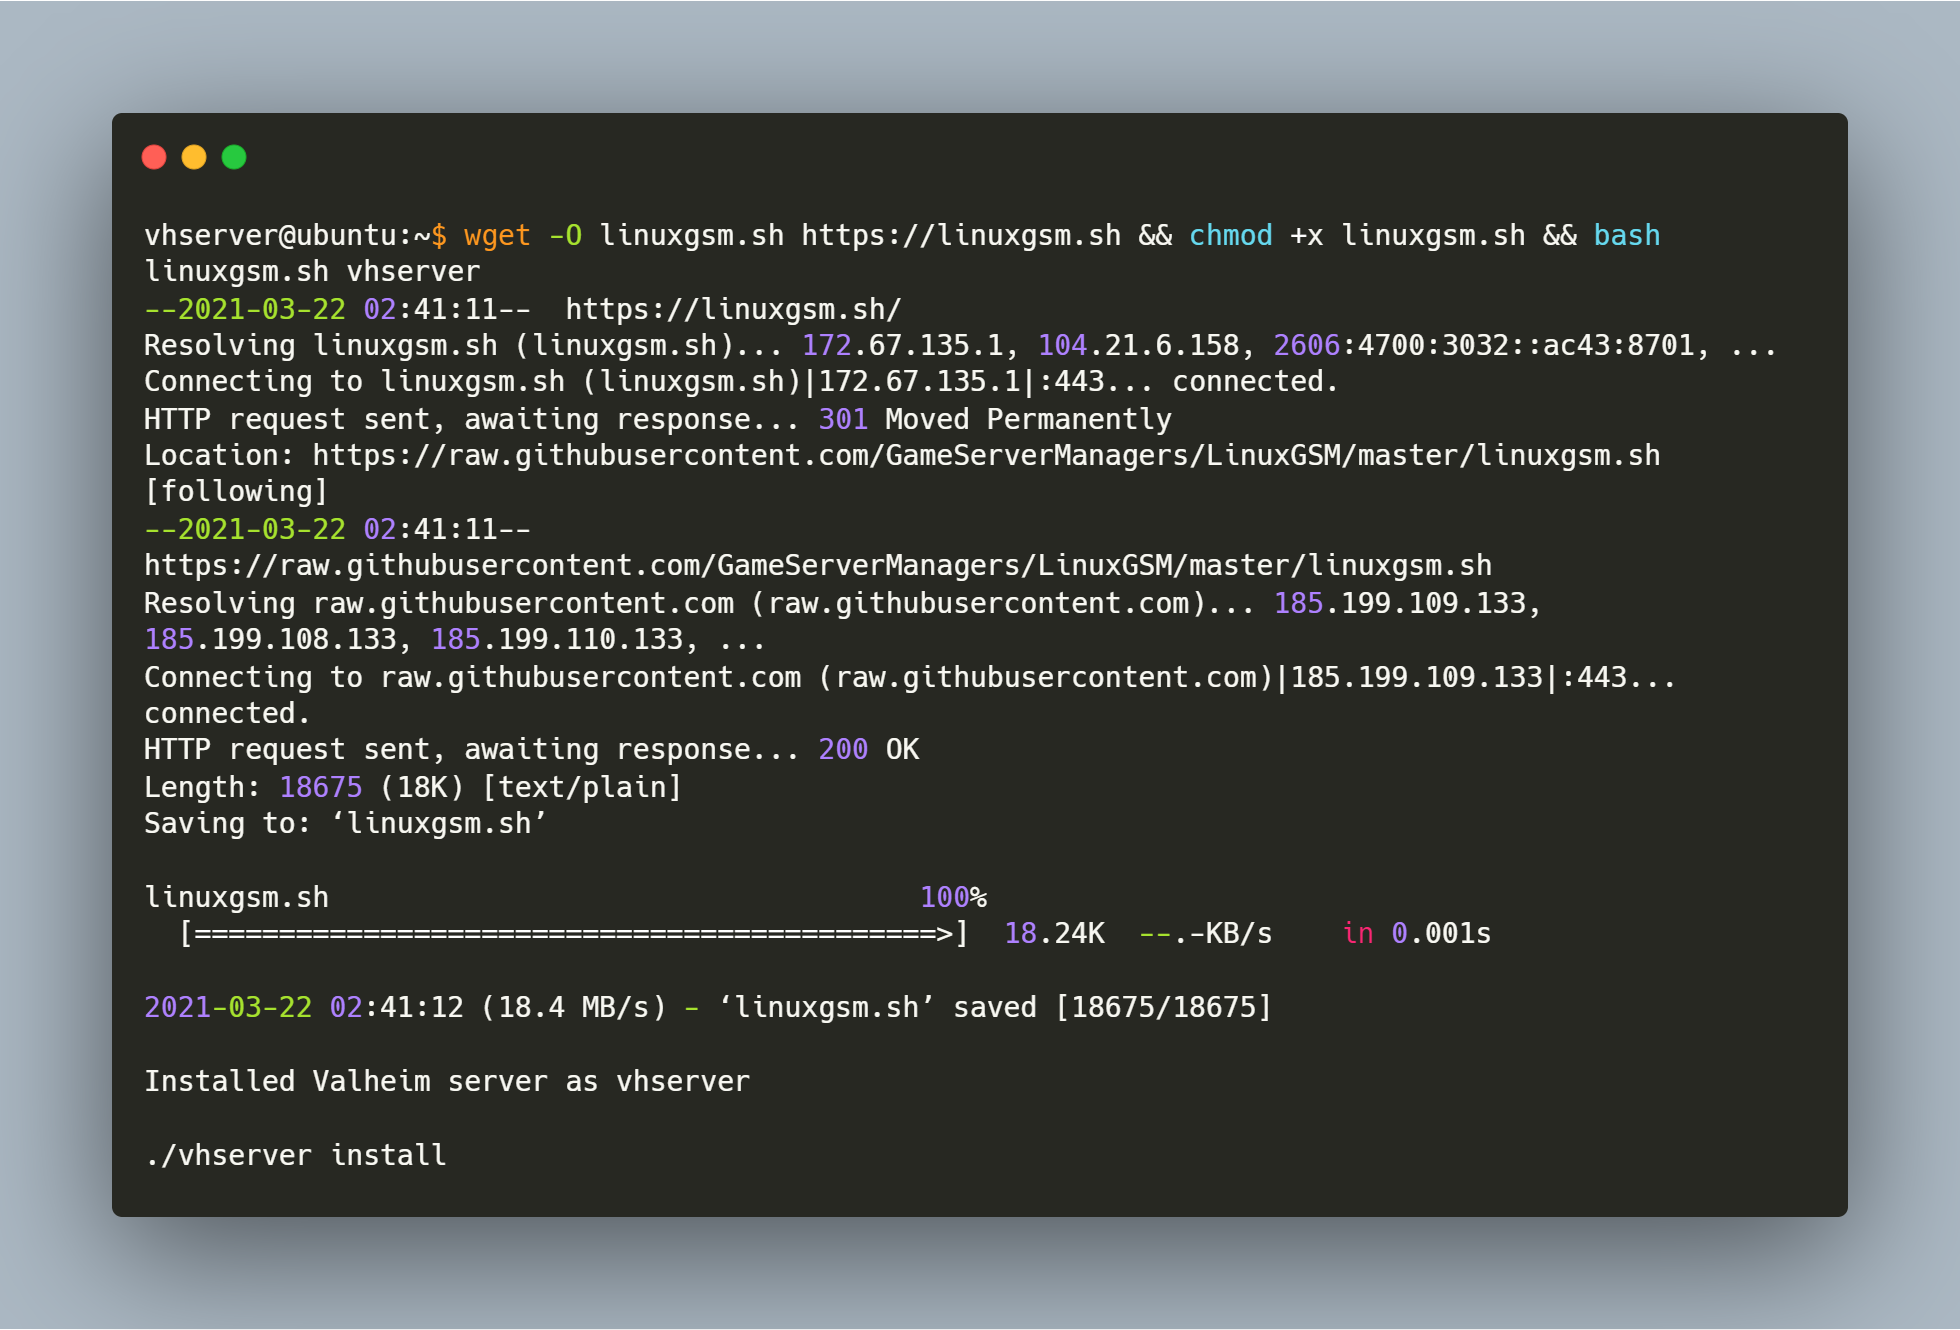 vhserver@ubuntu:~$ wget -O linuxgsm.sh https://linuxgsm.sh && chmod +x linuxgsm.sh && bash
linuxgsm.sh vhserver
--2021-03-22 02:41:11--  https://linuxgsm.sh/
Resolving linuxgsm.sh (linuxgsm.sh)... 172.67.135.1, 104.21.6.158, 2606:4700:3032::ac43:8701, ...
Connecting to linuxgsm.sh (linuxgsm.sh)|172.67.135.1|:443... connected.
HTTP request sent, awaiting response... 301 Moved Permanently
Location: https://raw.githubusercontent.com/GameServerManagers/LinuxGSM/master/linuxgsm.sh
[following]
--2021-03-22 02:41:11--
https://raw.githubusercontent.com/GameServerManagers/LinuxGSM/master/linuxgsm.sh
Resolving raw.githubusercontent.com (raw.githubusercontent.com)... 185.199.109.133,
185.199.108.133, 185.199.110.133, ...
Connecting to raw.githubusercontent.com (raw.githubusercontent.com)|185.199.109.133|:443...
connected.
HTTP request sent, awaiting response... 200 OK
Length: 18675 (18K) [text/plain]
Saving to: ‘linuxgsm.sh’
linuxgsm.sh                                   100%
  [============================================>]  18.24K  --.-KB/s    in 0.001s
2021-03-22 02:41:12 (18.4 MB/s) - ‘linuxgsm.sh’ saved [18675/18675]
Installed Valheim server as vhserver
./vhserver install